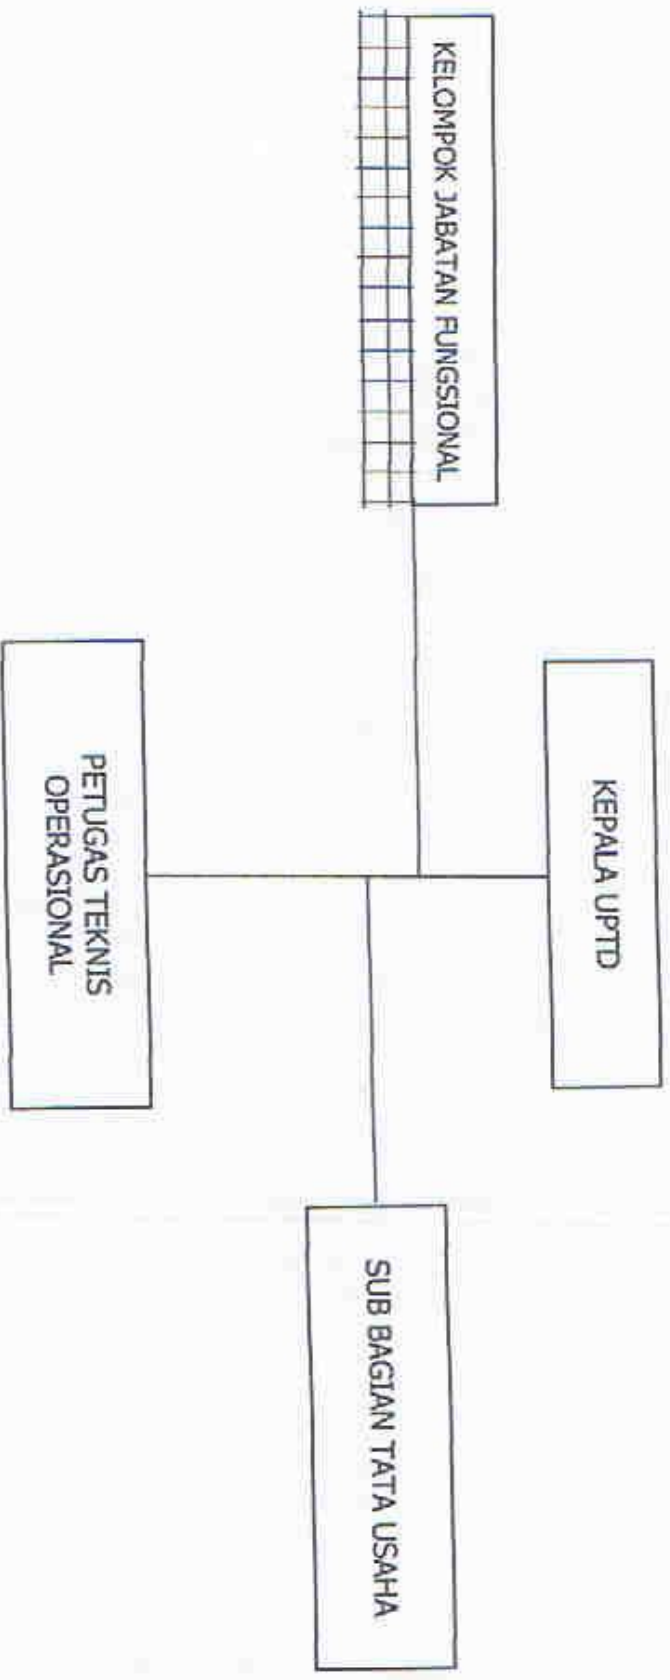 KEPALA UPTD
KELOMPOK JABATAN FUNGSIONAL
SUB BAGIAN TATA USAHA
PETUGAS TEKNIS
OPERASIONAL